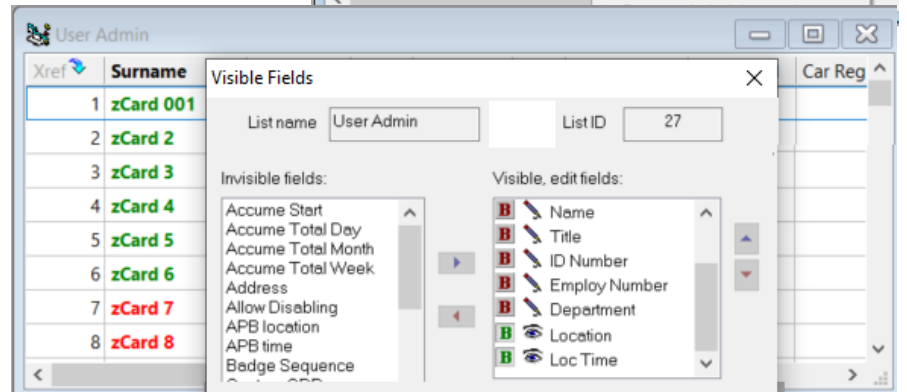 User Admin
Xref Surname Car Reg
1 zCard 001
2 zCard 2
3 zCard 3
4 zCard 4
5 zCard 5
6 zCard 6
7 zCard 7
8 zCard 8
Visible Fields
List name User Admin List ID 27
Invisible fields:
Accume Start
Accume Total Day
Accume Total Month
Accume Total Week
Address
Allow Disabling
APB location
APB time
Badge Sequence
Visible, edit fields:
B Name
B Title
B ID Number
B Employ Number
B Department
B Location
B Loc Time